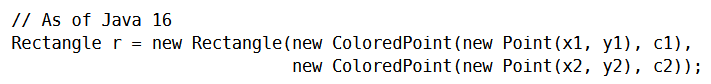 // As of Java 16
Rectangle r = new Rectangle(new ColoredPoint(new Point(x1, y1), c1),
                            new ColoredPoint(new Point(x2, y2), c2));